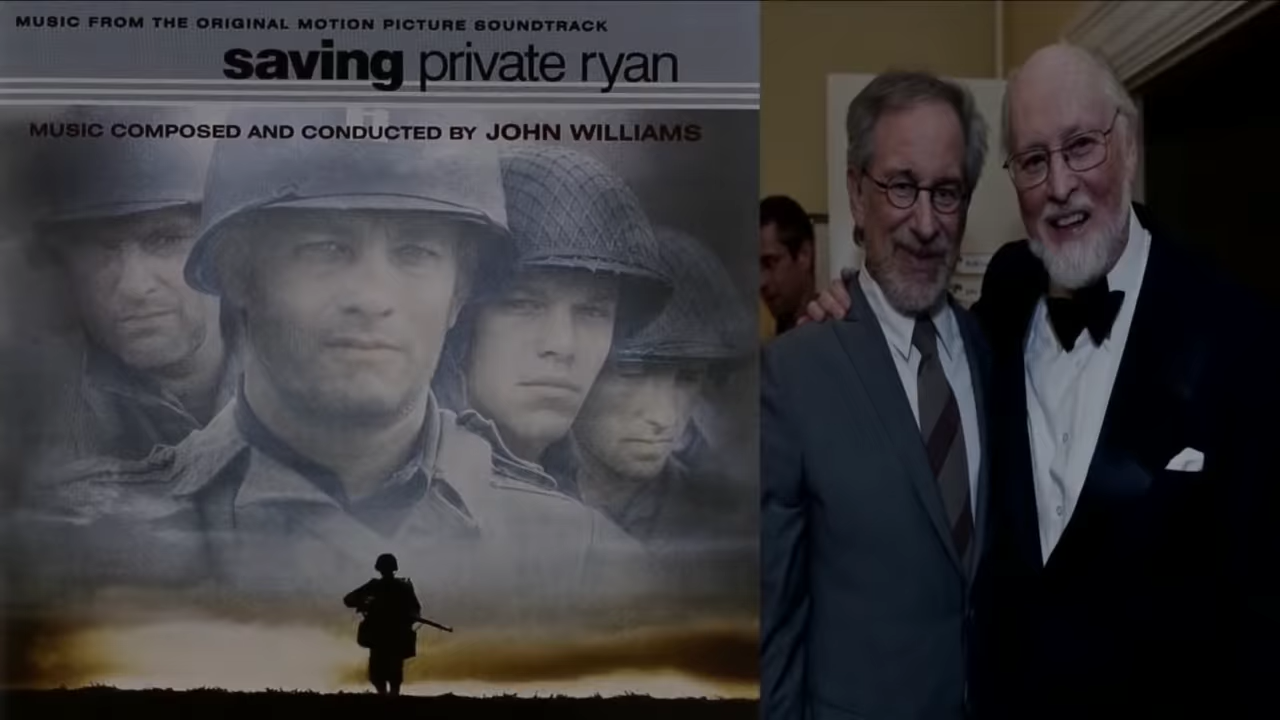 MUSIC FROM THE ORIGINAL MOTION PICTURE SOUNDTRACK
saving private ryan
MUSIC COMPOSED AND CONDUCTED BY JOHN WILLIAMS